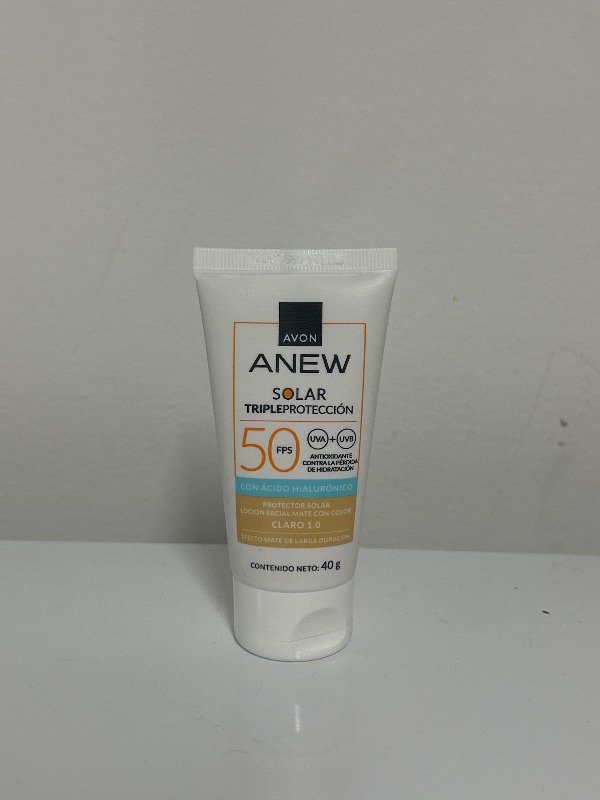 AVON
ANEW
SOLAR
TRIPLEPROTECCIÓN
50 FPS
UVA + UVB
ANTIOXIDANTE
CONTRA LA PÉRDIDA
DE HIDRATACIÓN
CON ÁCIDO HIALURÓNICO
PROTECTOR SOLAR
LOCIÓN FACIAL MATE CON COLOR
CLARO 1.0
EFECTO MATE DE LARGA DURACIÓN
CONTENIDO NETO: 40 g